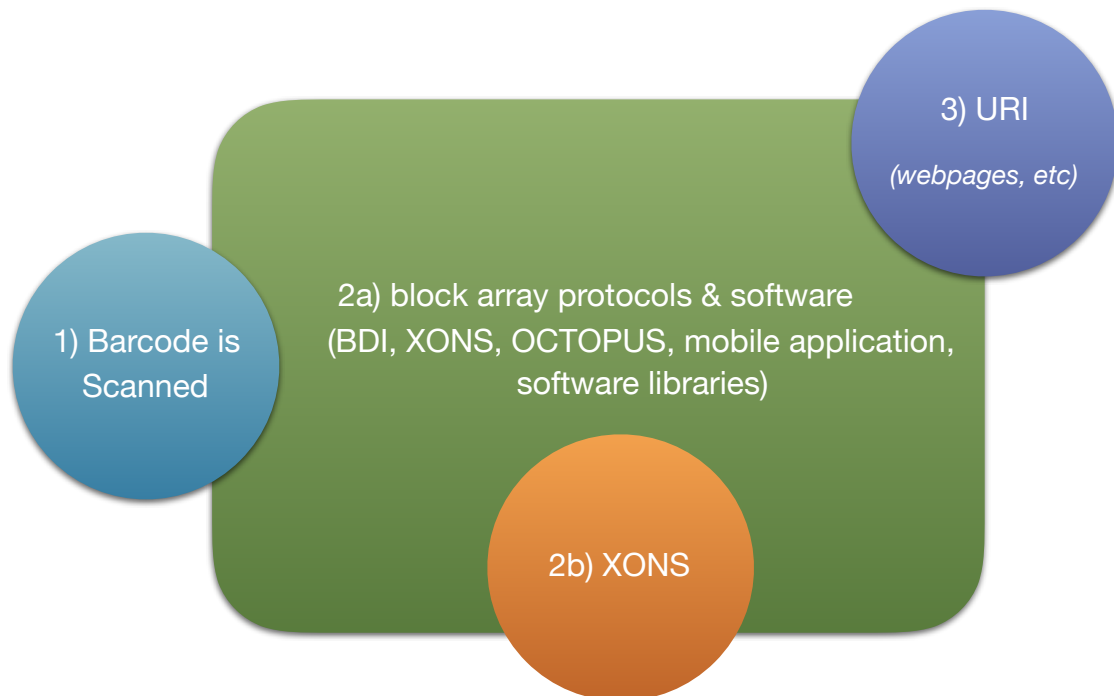 1) Barcode is
Scanned
2a) block array protocols & software
(BDI, XONS, OCTOPUS, mobile application,
software libraries)
2b) XONS
3) URI
(webpages, etc)